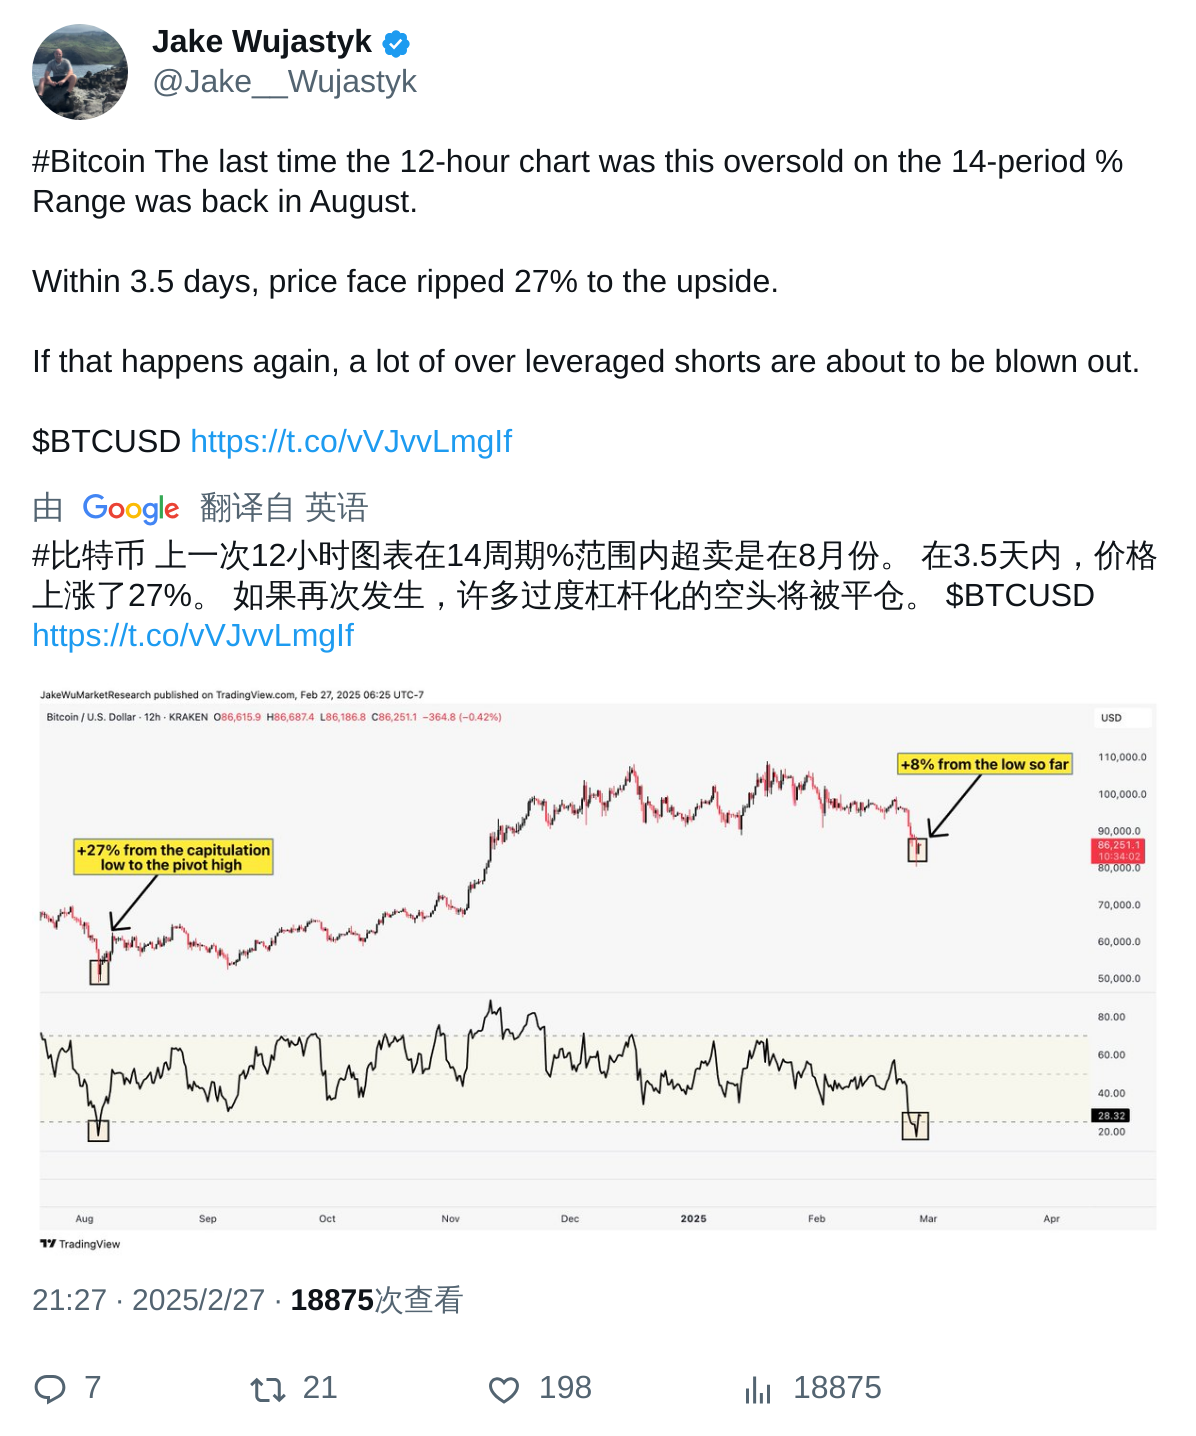 Jake Wujastyk
@Jake__Wujastyk
#Bitcoin The last time the 12-hour chart was this oversold on the 14-period %
Range was back in August.
Within 3.5 days, price face ripped 27% to the upside.
If that happens again, a lot of over leveraged shorts are about to be blown out.
$BTCUSD https://t.co/vVJvvLmgIf
由 Google 翻译自 英语
#比特币 上一次12小时图表在14周期%范围内超卖是在8月份。 在3.5天内，价格
上涨了27%。 如果再次发生，许多过度杠杆化的空头将被平仓。 $BTCUSD
https://t.co/vVJvvLmgIf
JakeWuMarketResearch published on TradingView.com, Feb 27, 2025 06:25 UTC-7
Bitcoin / U.S. Dollar · 12h · KRAKEN O86,615.9 H86,687.4 L86,186.8 C86,251.1 −364.8 (−0.42%)
USD
110,000.0
+8% from the low so far
100,000.0
90,000.0
+27% from the capitulation
low to the pivot high
86,251.1
10:34:02
80,000.0
70,000.0
60,000.0
50,000.0
80.00
60.00
40.00
28.32
20.00
Aug Sep Oct Nov Dec 2025 Feb Mar Apr
TradingView
21:27 · 2025/2/27 · 18875次查看
7 21 198 18875